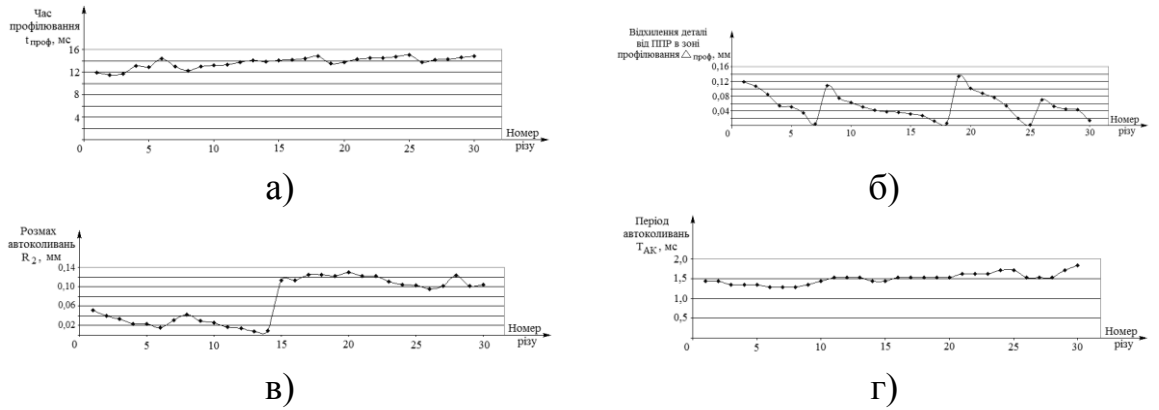 Час
профілювання
t проф, мс
16
12
8
4
0
5
10
15
20
25
30
Номер
різу
а)
Відхилення деталі
від ППР в зоні
профілювання △ проф, мм
0,16
0,12
0,08
0,04
0
5
10
15
20
25
30
Номер
різу
б)
Розмах
автоколивань
R 2 , мм
0,14
0,10
0,06
0,02
0
5
10
15
20
25
30
Номер
різу
в)
Період
автоколивань
T АК , мс
2,0
1,5
1,0
0,5
0
5
10
15
20
25
30
Номер
різу
г)